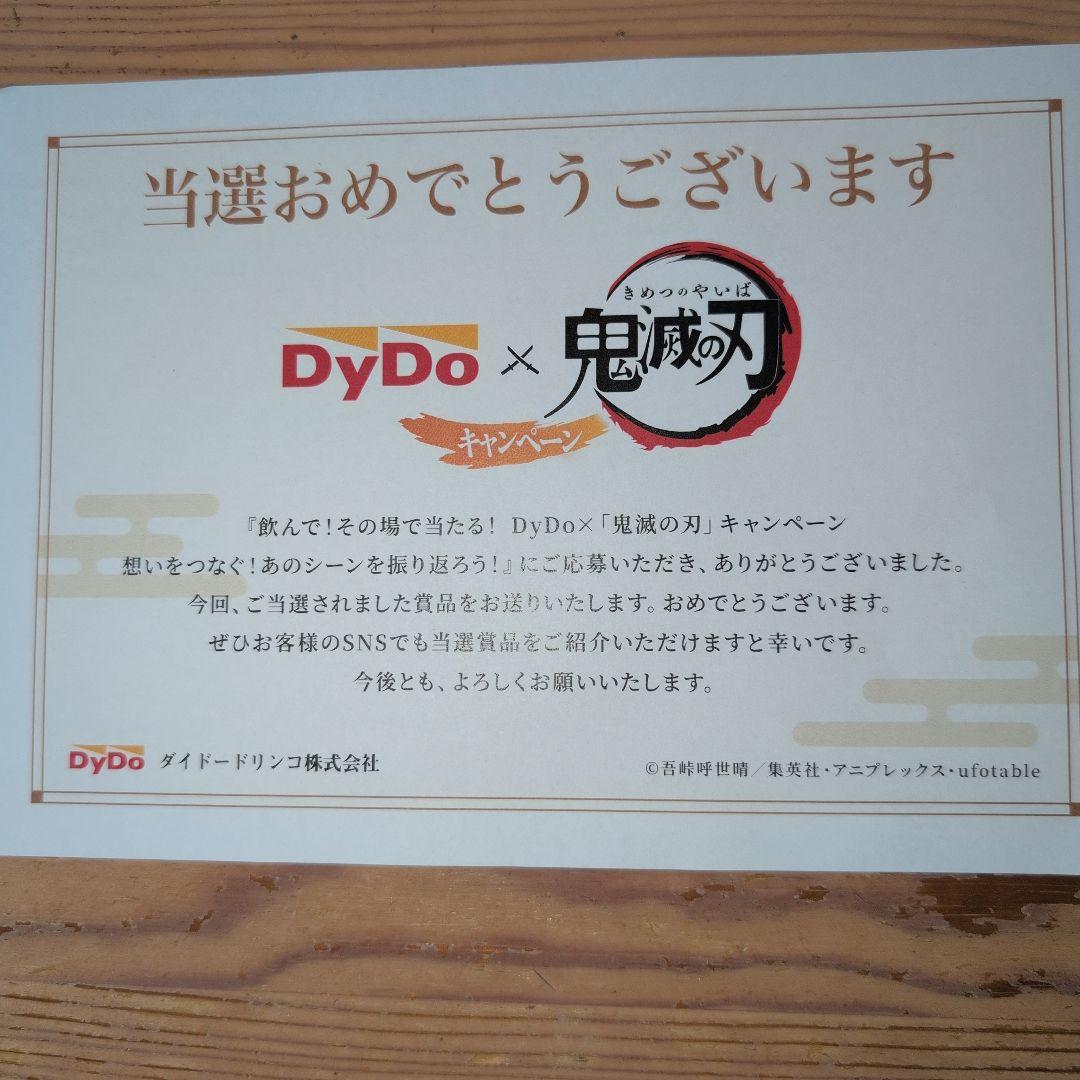 当選おめでとうございます
DyDo × きめつのやいば
鬼滅の刃
キャンペーン
『飲んで！その場で当たる！ DyDo×「鬼滅の刃」キャンペーン
想いをつなぐ！あのシーンを振り返ろう！』にご応募いただき、ありがとうございました。
今回、ご当選されました賞品をお送りいたします。おめでとうございます。
ぜひお客様のSNSでも当選賞品をご紹介いただけますと幸いです。
今後とも、よろしくお願いいたします。
DyDo ダイドードリンコ株式会社
©吾峠呼世晴／集英社・アニプレックス・ufotable